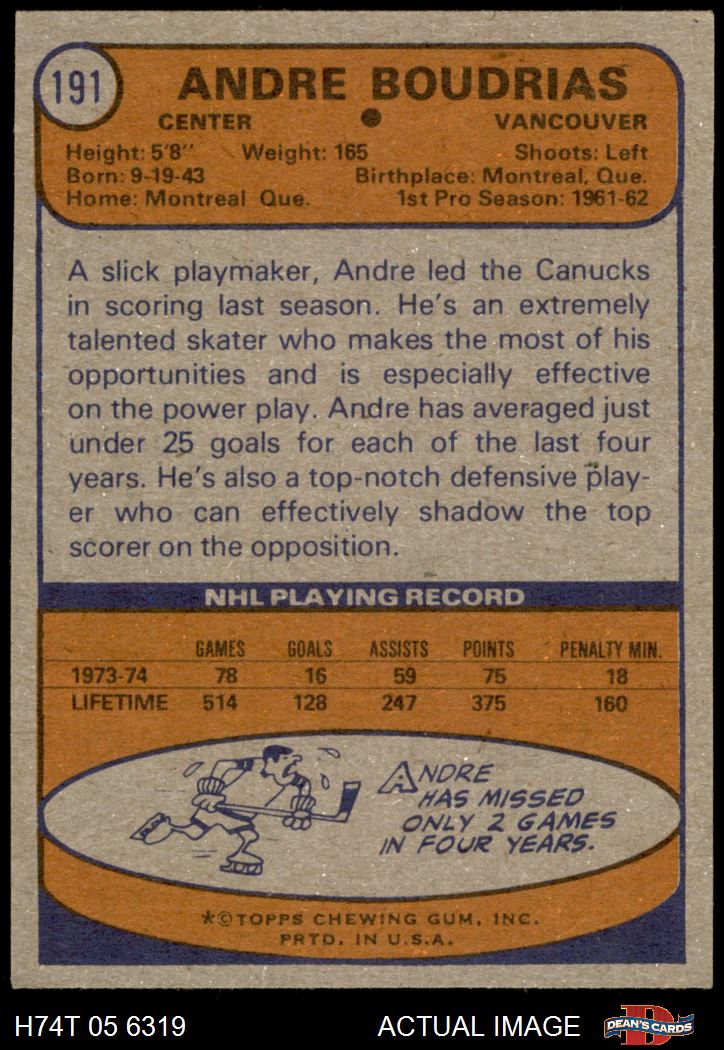 191
ANDRE BOUDRIAS
CENTER ● VANCOUVER
Height: 5'8" Weight: 165 Shoots: Left
Born: 9-19-43 Birthplace: Montreal, Que.
Home: Montreal Que. 1st Pro Season: 1961-62
A slick playmaker, Andre led the Canucks
in scoring last season. He's an extremely
talented skater who makes the most of his
opportunities and is especially effective
on the power play. Andre has averaged just
under 25 goals for each of the last four
years. He's also a top-notch defensive play-
er who can effectively shadow the top
scorer on the opposition.
NHL PLAYING RECORD
GAMES GOALS ASSISTS POINTS PENALTY MIN.
1973-74 78 16 59 75 18
LIFETIME 514 128 247 375 160
ANDRE
HAS MISSED
ONLY 2 GAMES
IN FOUR YEARS.
*©TOPPS CHEWING GUM, INC.
PRTD. IN U.S.A.
H74T 05 6319 ACTUAL IMAGE D DEAN'S CARDS